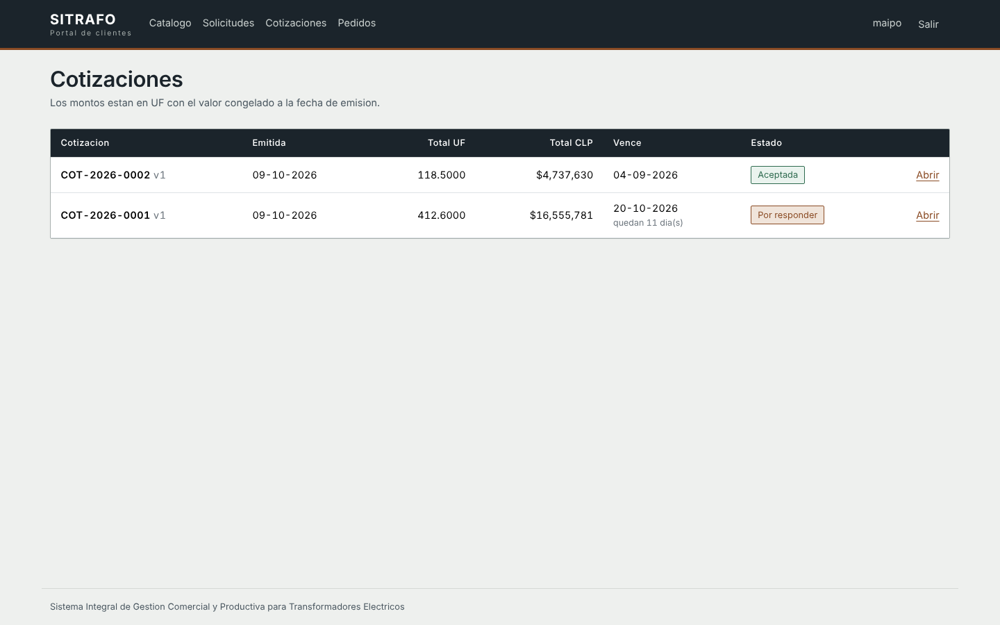 SITRAFO
Portal de clientes
Catalogo Solicitudes Cotizaciones Pedidos maipo Salir
Cotizaciones
Los montos estan en UF con el valor congelado a la fecha de emision.
Cotizacion Emitida Total UF Total CLP Vence Estado
COT-2026-0002 v1 09-10-2026 118.5000 $4,737,630 04-09-2026 Aceptada Abrir
COT-2026-0001 v1 09-10-2026 412.6000 $16,555,781 20-10-2026 Por responder Abrir
quedan 11 dia(s)
Sistema Integral de Gestion Comercial y Productiva para Transformadores Electricos